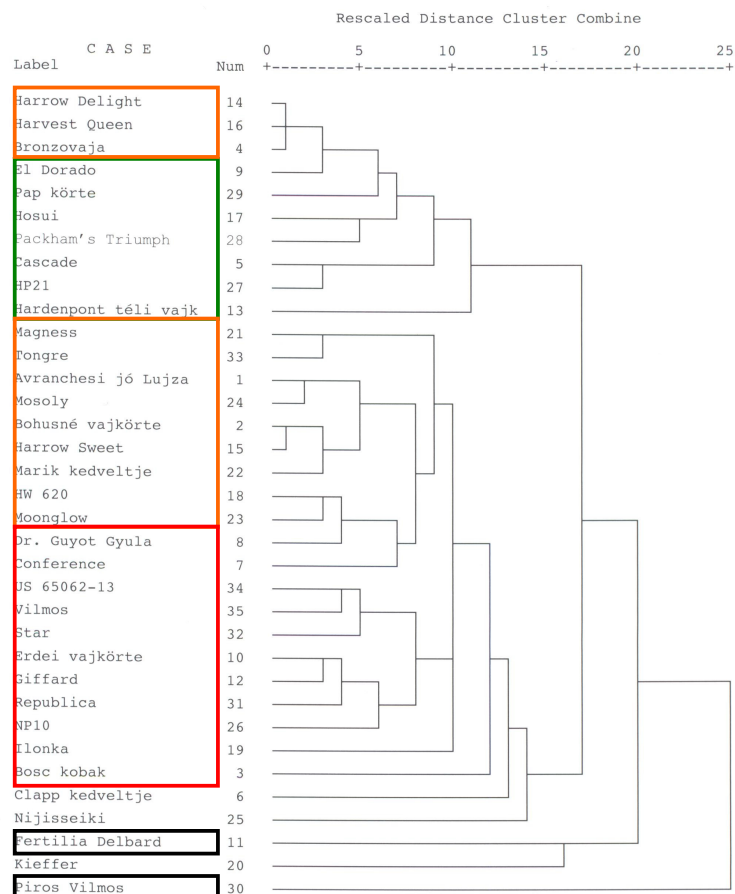 Rescaled Distance Cluster Combine
C A S E 0 5 10 15 20 25
Label Num +---------+---------+---------+---------+---------+
Harrow Delight 14
Harvest Queen 16
Bronzovaja 4
El Dorado 9
Pap körte 29
Hosui 17
Packham's Triumph 28
Cascade 5
HP21 27
Hardenpont téli vajk 13
Magness 21
Tongre 33
Avranchesi jó Lujza 1
Mosoly 24
Bohusné vajkörte 2
Harrow Sweet 15
Marik kedveltje 22
HW 620 18
Moonglow 23
Dr. Guyot Gyula 8
Conference 7
US 65062-13 34
Vilmos 35
Star 32
Erdei vajkörte 10
Giffard 12
Republica 31
NP10 26
Ilonka 19
Bosc kobak 3
Clapp kedveltje 6
Nijisseiki 25
Fertilia Delbard 11
Kieffer 20
Piros Vilmos 30